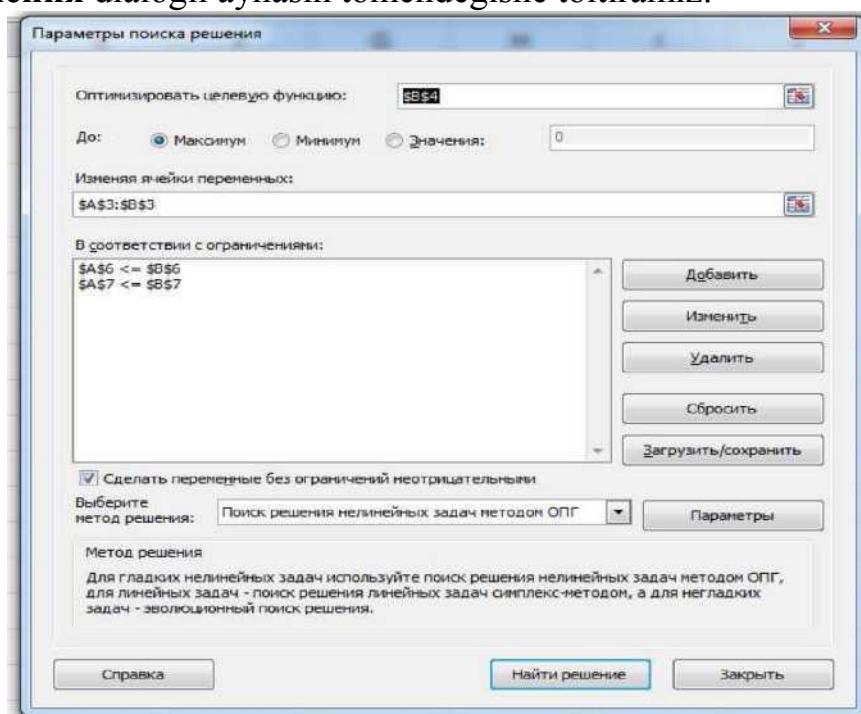 dialogli aynasın tómendegishe toltıramız.
Параметры поиска решения
Оптимизировать целевую функцию: $B$4
До: Максимум Минимум Значения: 0
Изменяя ячейки переменных:
$A$3:$B$3
В соответствии с ограничениями:
$A$6 <= $B$6
$A$7 <= $B$7
Добавить
Изменить
Удалить
Сбросить
Загрузить/сохранить
Сделать переменные без ограничений неотрицательными
Выберите метод решения: Поиск решения нелинейных задач методом ОПГ Параметры
Метод решения
Для гладких нелинейных задач используйте поиск решения нелинейных задач методом ОПГ,
для линейных задач - поиск решения линейных задач симплекс-методом, а для негладких
задач - эволюционный поиск решения.
Справка Найти решение Закрыть